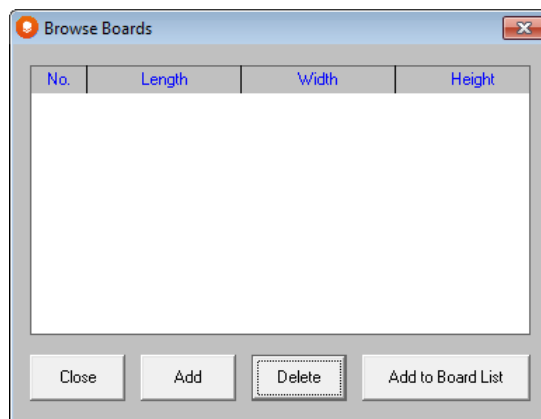 Browse Boards
No. Length Width Height
Close Add Delete Add to Board List